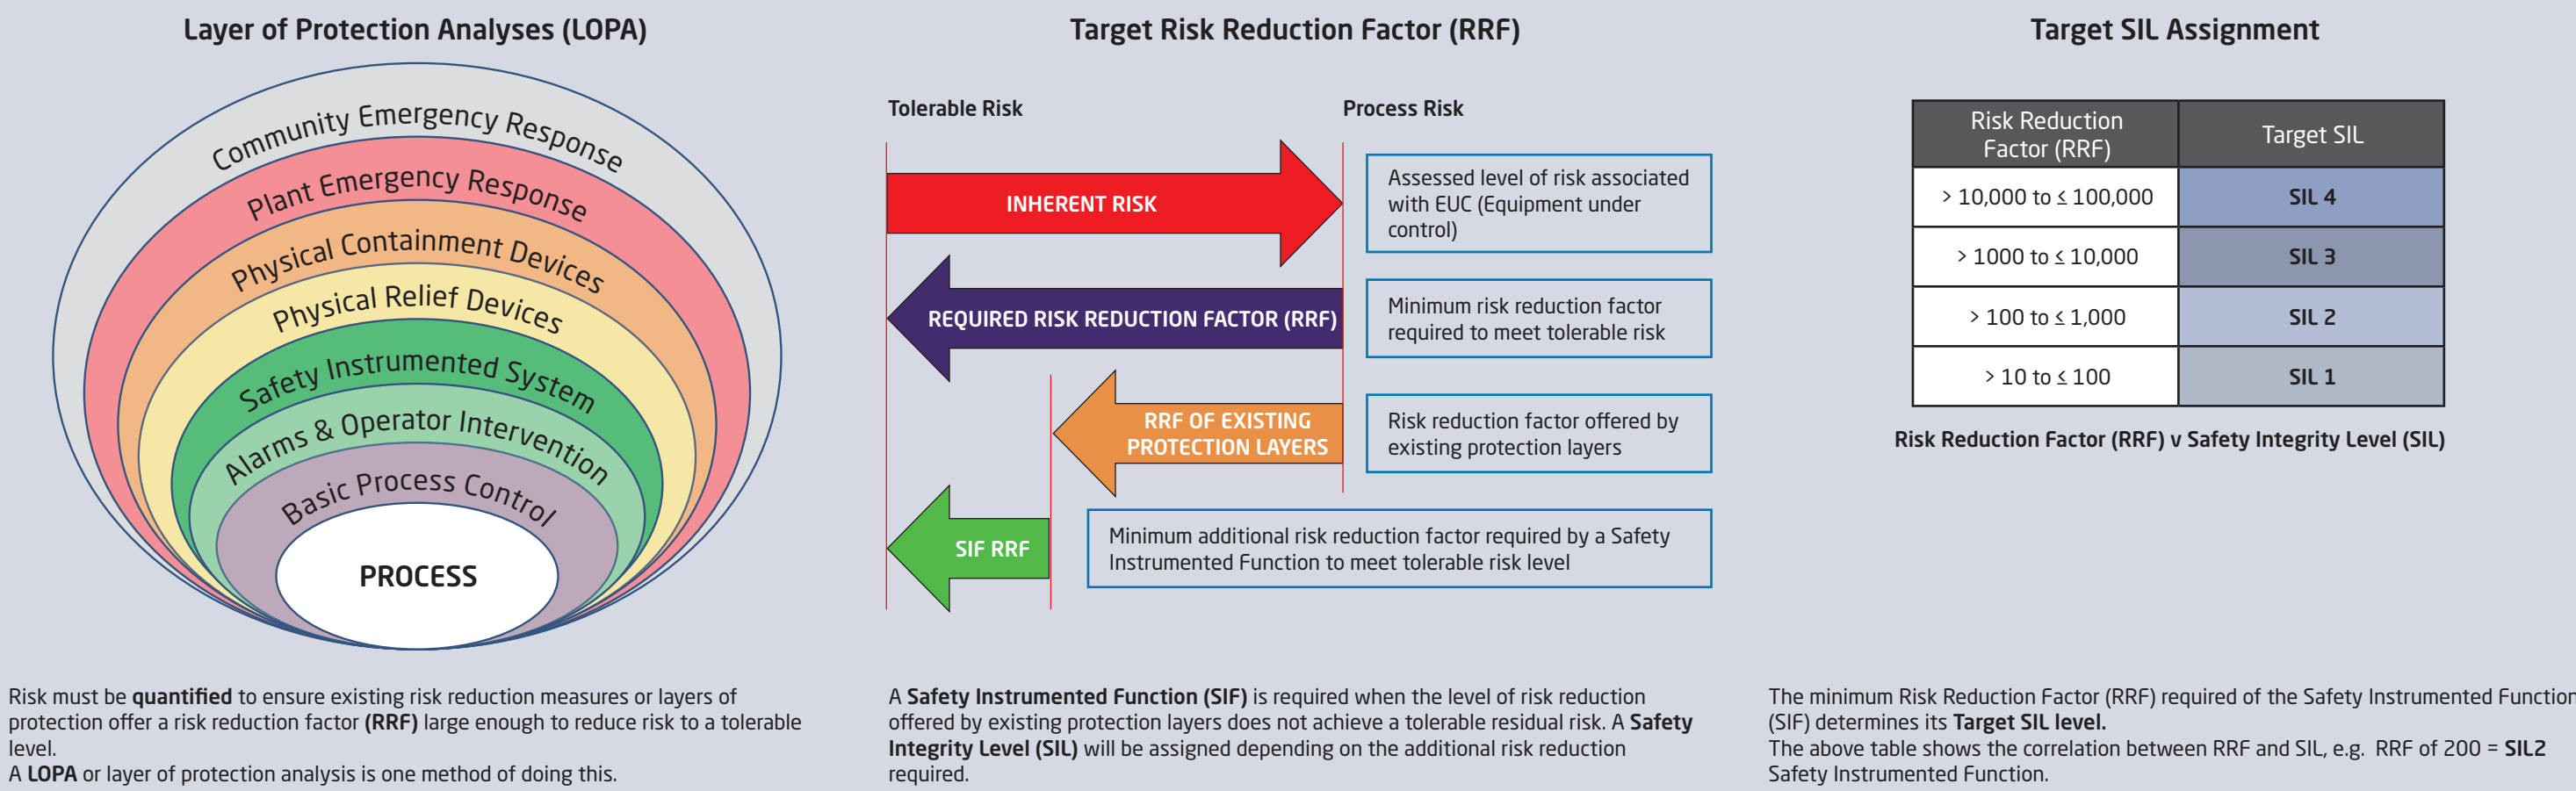 Layer of Protection Analyses (LOPA)
Community Emergency Response
Plant Emergency Response
Physical Containment Devices
Physical Relief Devices
Safety Instrumented System
Alarms & Operator Intervention
Basic Process Control
PROCESS
Risk must be quantified to ensure existing risk reduction measures or layers of
protection offer a risk reduction factor (RRF) large enough to reduce risk to a tolerable
level.
A LOPA or layer of protection analysis is one method of doing this.
Target Risk Reduction Factor (RRF)
Tolerable Risk
Process Risk
INHERENT RISK
Assessed level of risk associated
with EUC (Equipment under
control)
REQUIRED RISK REDUCTION FACTOR (RRF)
Minimum risk reduction factor
required to meet tolerable risk
RRF OF EXISTING
PROTECTION LAYERS
Risk reduction factor offered by
existing protection layers
SIF RRF
Minimum additional risk reduction factor required by a Safety
Instrumented Function to meet tolerable risk level
A Safety Instrumented Function (SIF) is required when the level of risk reduction
offered by existing protection layers does not achieve a tolerable residual risk. A Safety
Integrity Level (SIL) will be assigned depending on the additional risk reduction
required.
Target SIL Assignment
Risk Reduction
Factor (RRF)
Target SIL
> 10,000 to ≤ 100,000
SIL 4
> 1000 to ≤ 10,000
SIL 3
> 100 to ≤ 1,000
SIL 2
> 10 to ≤ 100
SIL 1
Risk Reduction Factor (RRF) v Safety Integrity Level (SIL)
The minimum Risk Reduction Factor (RRF) required of the Safety Instrumented Function
(SIF) determines its Target SIL level.
The above table shows the correlation between RRF and SIL, e.g. RRF of 200 = SIL2
Safety Instrumented Function.